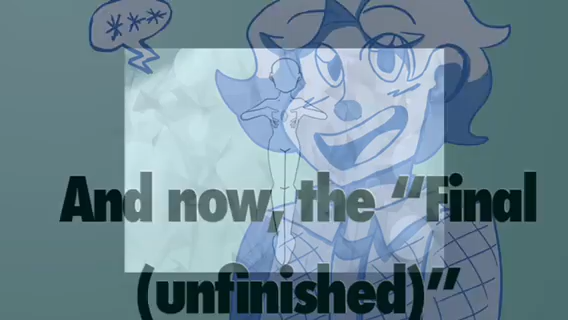 ***
And now, the “Final
(unfinished)”